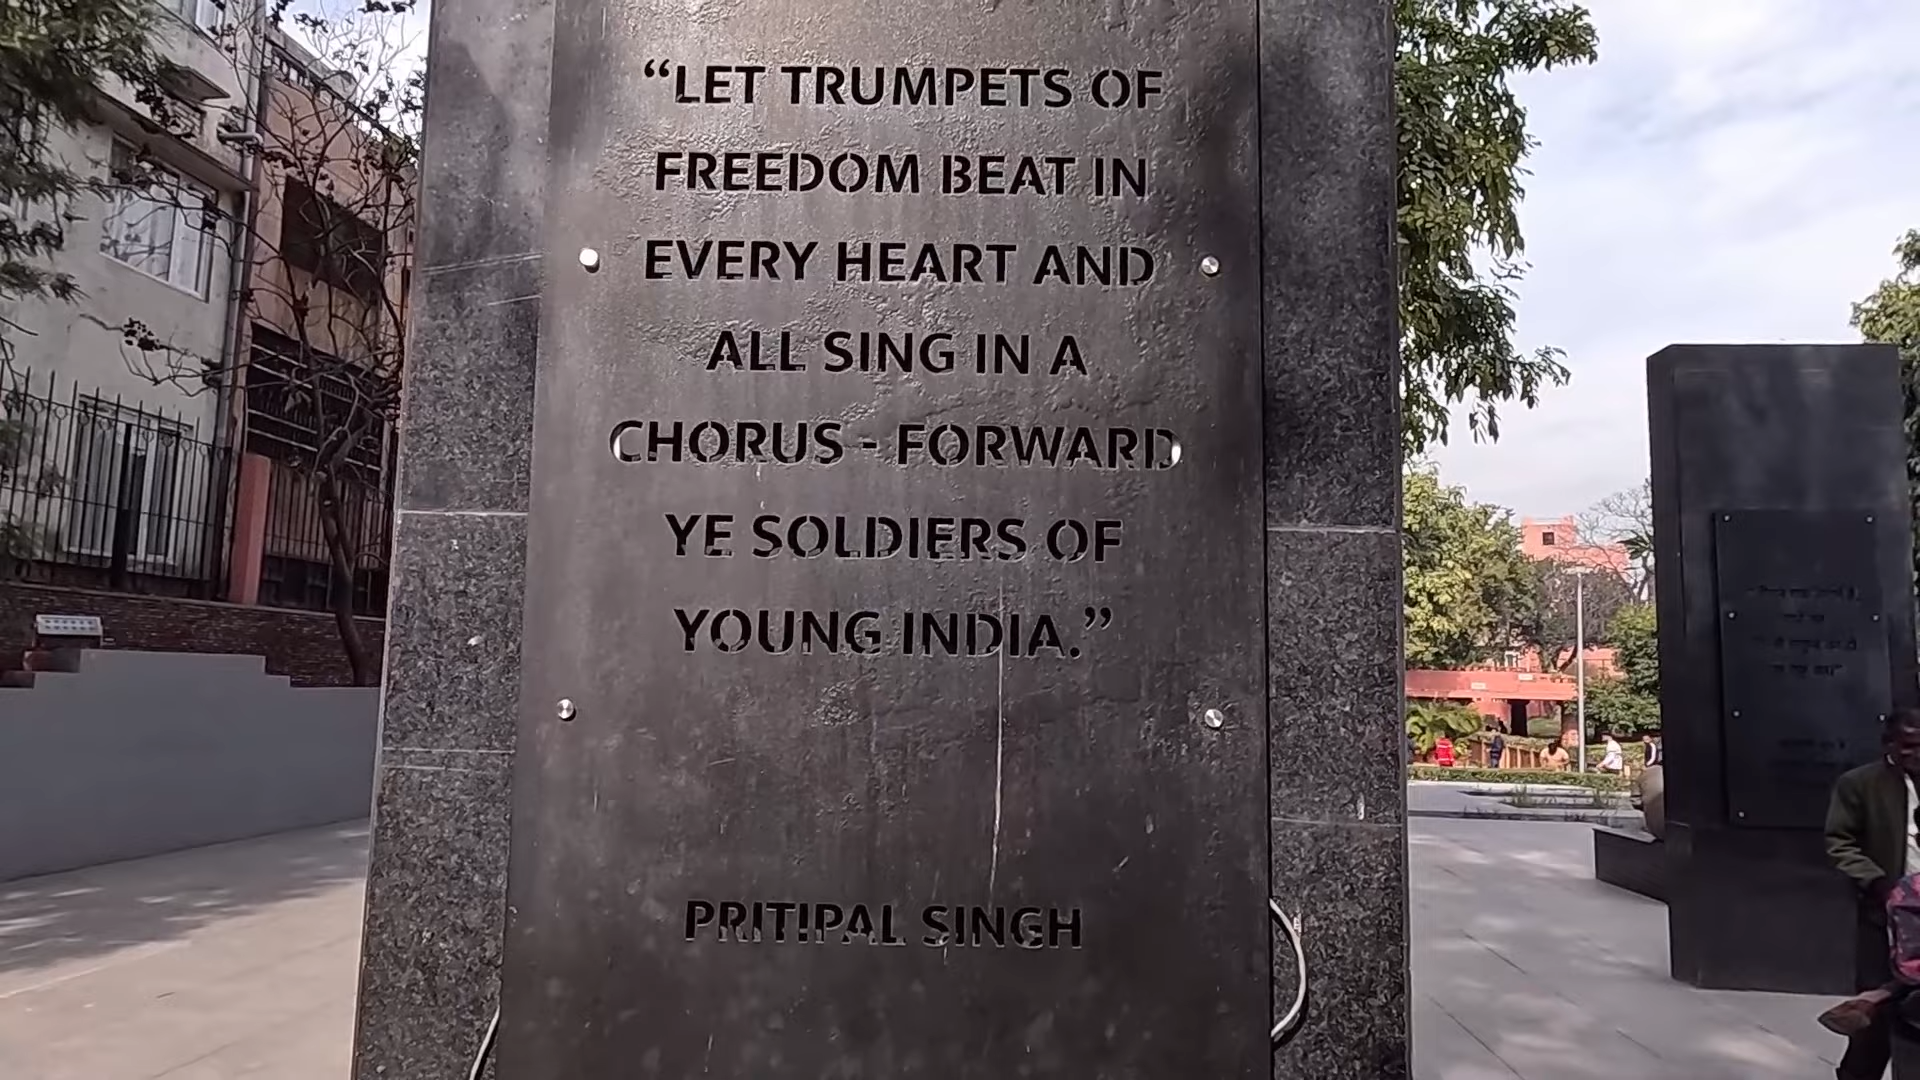 “LET TRUMPETS OF
FREEDOM BEAT IN
EVERY HEART AND
ALL SING IN A
CHORUS - FORWARD
YE SOLDIERS OF
YOUNG INDIA.”
PRITIPAL SINGH